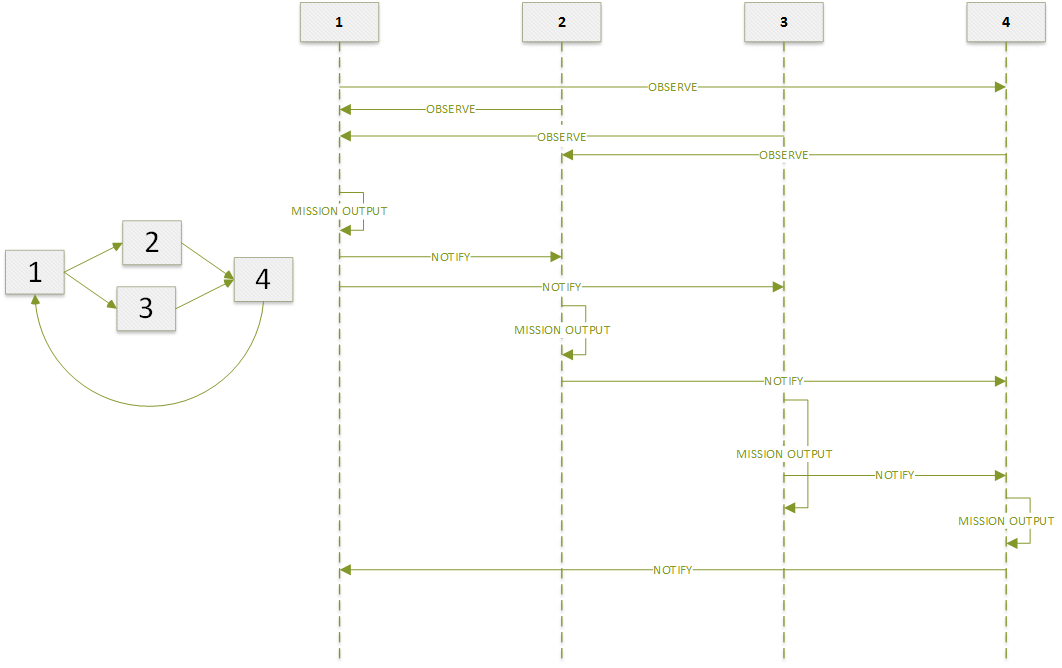 1
2
3
4
OBSERVE
OBSERVE
OBSERVE
OBSERVE
MISSION OUTPUT
2
NOTIFY
1
4
NOTIFY
3
MISSION OUTPUT
NOTIFY
MISSION OUTPUT
NOTIFY
MISSION OUTPUT
NOTIFY